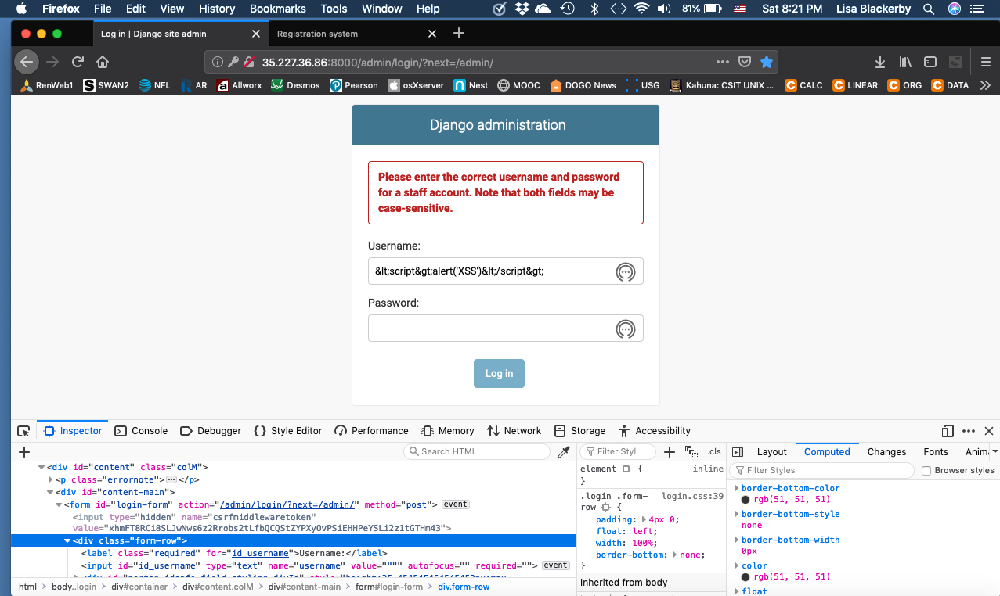 Firefox File Edit View History Bookmarks Tools Window Help 81% Sat 8:21 PM Lisa Blackerby
Log in | Django site admin
Registration system
35.227.36.86:8000/admin/login/?next=/admin/
RenWeb1 SWAN2 NFL AR Allworx Desmos Pearson osXserver Nest MOOC DOGO News USG Kahuna: CSIT UNIX ... CALC LINEAR ORG DATA
Django administration
Please enter the correct username and password
for a staff account. Note that both fields may be
case-sensitive.
Username:
&lt;script&gt;alert('XSS')&lt;/script&gt;
Password:
Log in
Inspector Console Debugger Style Editor Performance Memory Network Storage Accessibility
Search HTML
<div id="content" class="colM">
<p class="errornote"></p>
<div id="content-main">
<form id="login-form" action="/admin/login/?next=/admin/" method="post"> event
<input type="hidden" name="csrfmiddlewaretoken"
value="xhmFT8RCi8SLJwNws6z2Rrobs2tLfbQCQStZYPXyOvPSiEHHPeYSLi2z1tGTHm43">
<div class="form-row">
<label class="required" for="id_username">Username:</label>
<input id="id_username" type="text" name="username" value="""" autofocus="" required=""> event
html body..login div#container div#content.colM div#content-main form#login-form div.form-row
Filter Styl .cls
element { inline
}
.login .form- login.css:39
row {
padding: 4px 0;
float: left;
width: 100%;
border-bottom: none;
}
Inherited from body
Layout Computed Changes Fonts Anim
Filter Styles Browser styles
border-bottom-color
rgb(51, 51, 51)
border-bottom-style
none
border-bottom-width
0px
color
rgb(51, 51, 51)
float